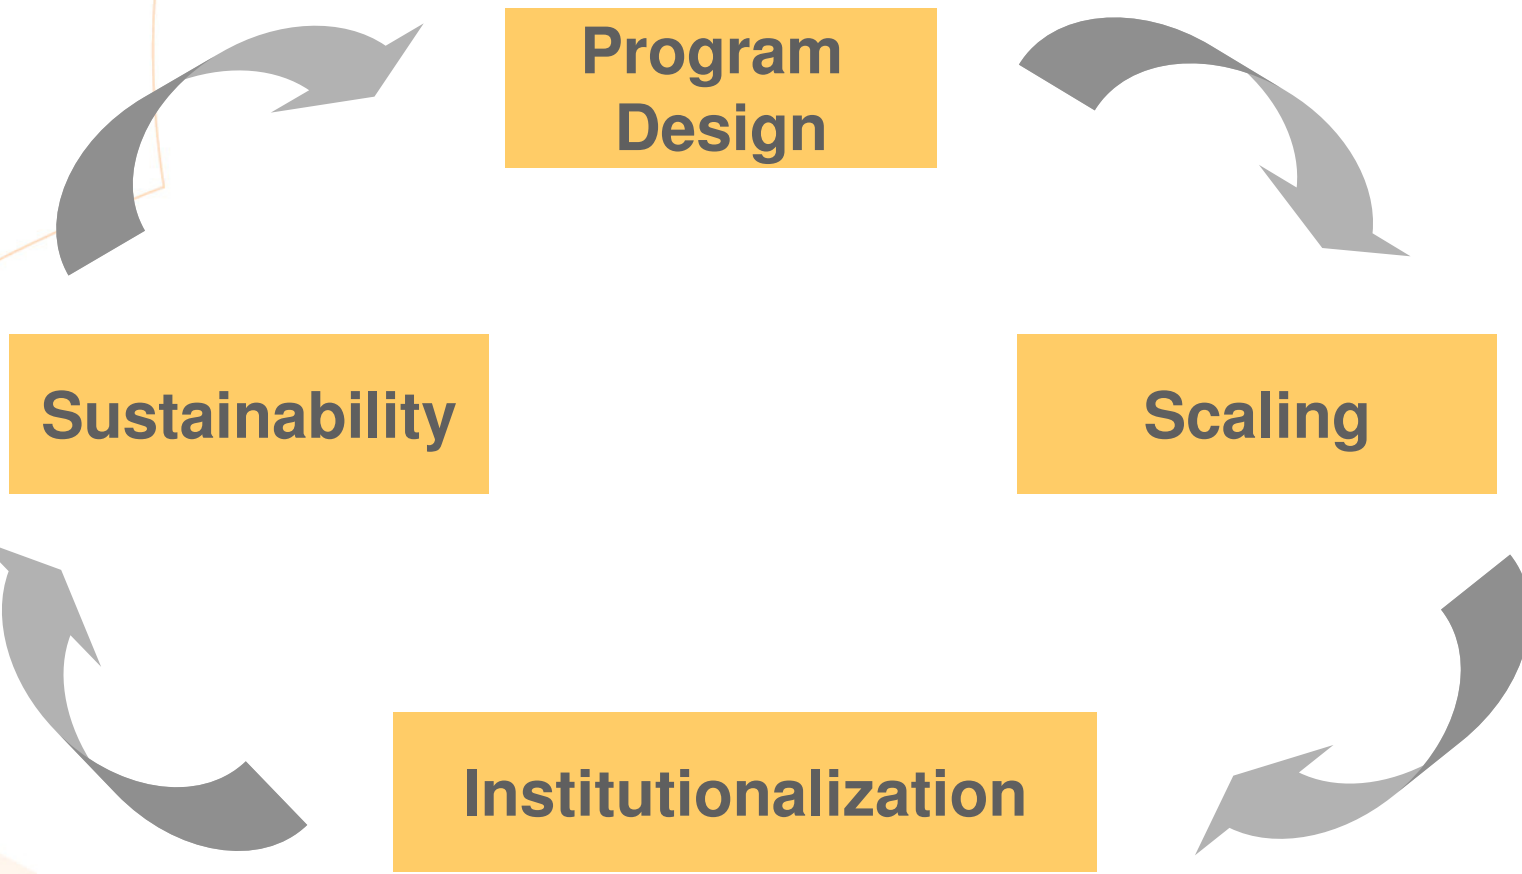 Program
Design
Sustainability
Scaling
Institutionalization